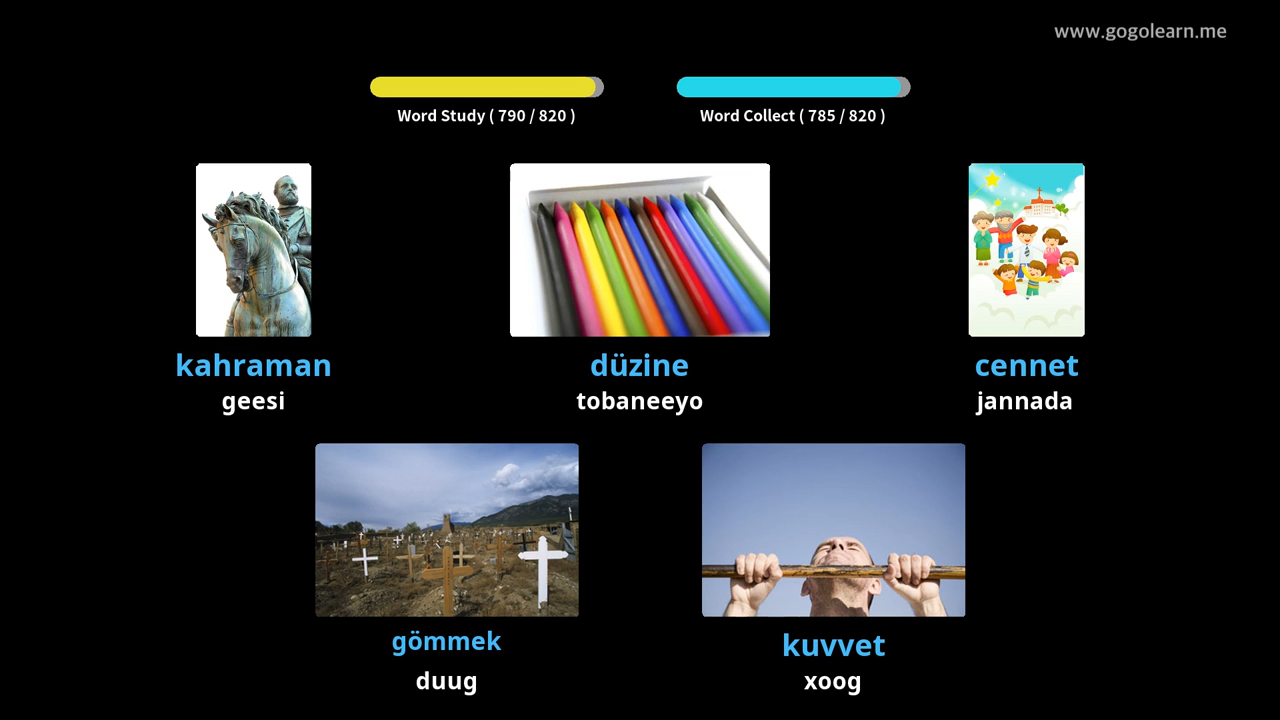 www.gogolearn.me
Word Study ( 790 / 820 )
Word Collect ( 785 / 820 )
kahraman
geesi
düzine
tobaneeyo
cennet
jannada
gömmek
duug
kuvvet
xoog